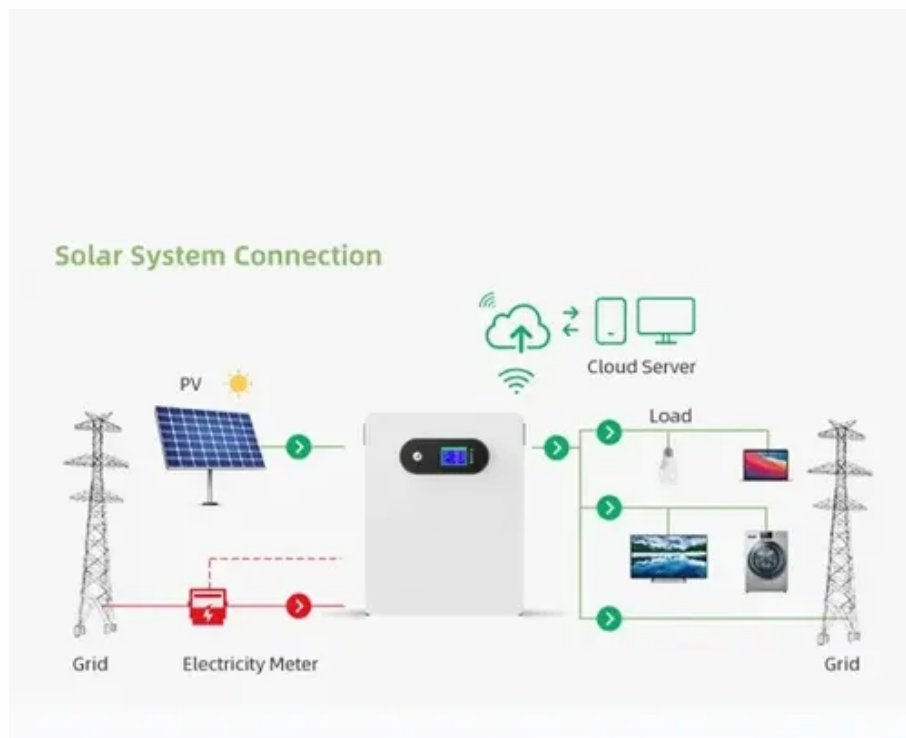 Solar System Connection
Cloud Server
PV
Load
Grid
Electricity Meter
Grid